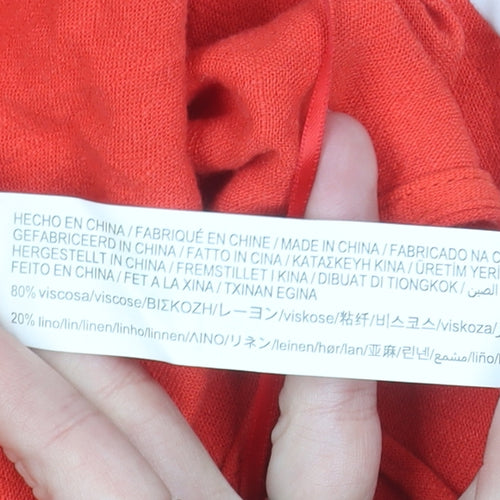 HECHO EN CHINA / FABRIQUÉ EN CHINE / MADE IN CHINA / FABRICADO NA
GEFABRICEERD IN CHINA / FATTO IN CINA / ΚΑΤΑΣΚΕΥΗ ΚΙΝΑ / ÜRETİM YERİ
HERGESTELLT IN CHINA / FREMSTILLET I KINA / DIBUAT DI TIONGKOK / الصين
FEITO EN CHINA / FET A LA XINA / TXINAN EGINA
80% viscosa/viscose/ΒΙΣΚΟΖΗ/レーヨン/viskose/粘纤/비스코스/viskoza/
20% lino/lin/linen/linho/linnen/ΛΙΝΟ/リネン/leinen/hør/lan/亚麻/린넨/مشمع/liño/